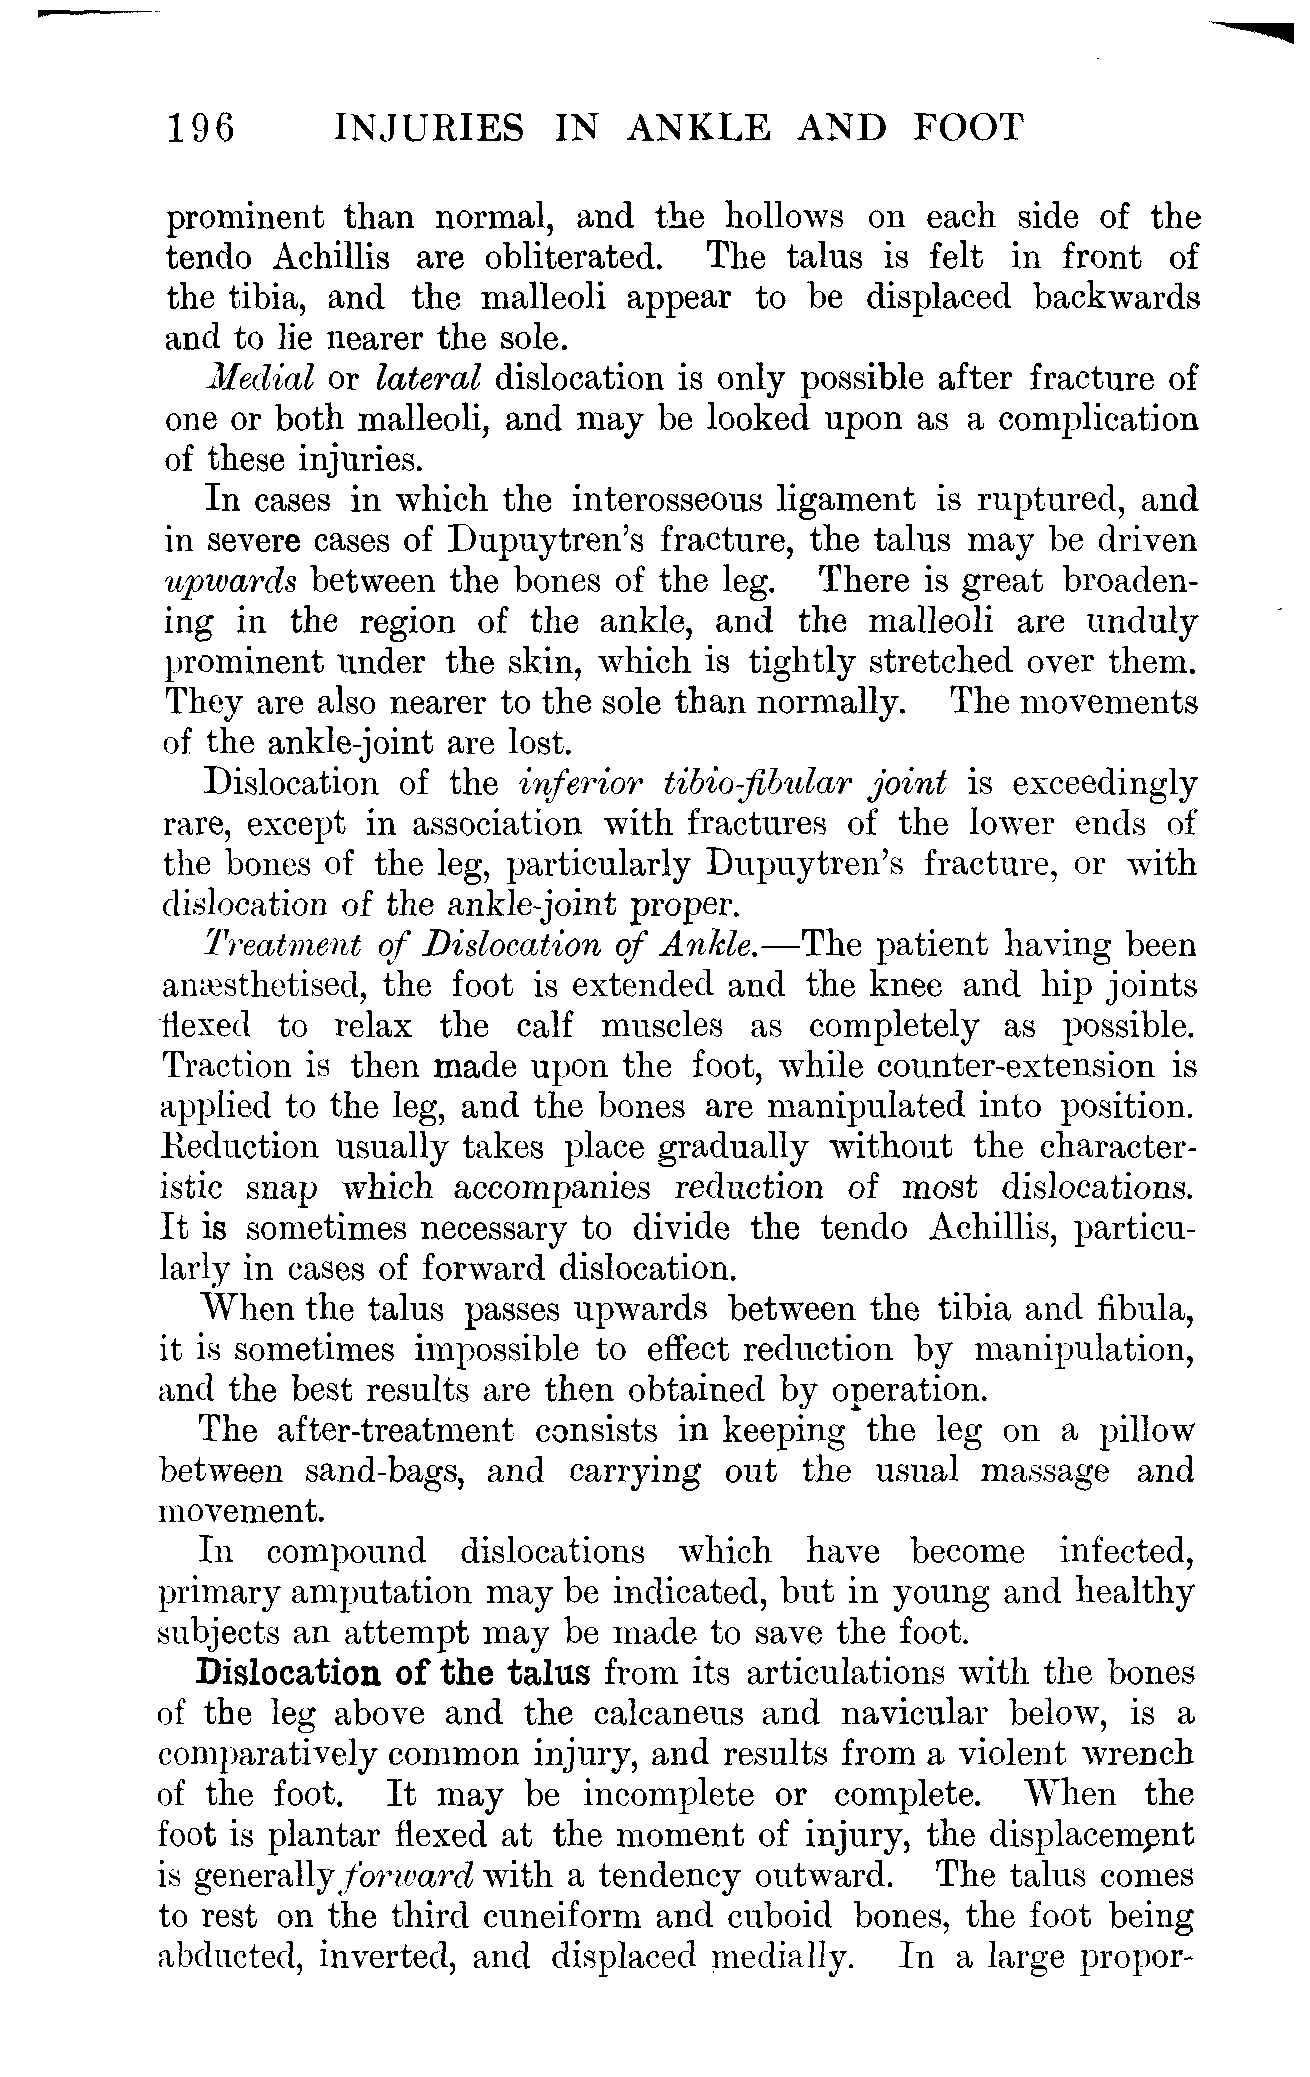 196 INJURIES IN ANKLE AND FOOT
prominent than normal, and the hollows on each side of the
tendo Achillis are obliterated. The talus is felt in front of
the tibia, and the malleoli appear to be displaced backwards
and to lie nearer the sole.
Medial or lateral dislocation is only possible after fracture of
one or both malleoli, and may be looked upon as a complication
of these injuries.
In cases in which the interosseous ligament is ruptured, and
in severe cases of Dupuytren's fracture, the talus may be driven
upwards between the bones of the leg. There is great broaden-
ing in the region of the ankle, and the malleoli are unduly
prominent under the skin, which is tightly stretched over them.
They are also nearer to the sole than normally. The movements
of the ankle-joint are lost.
Dislocation of the inferior tibio-fibular joint is exceedingly
rare, except in association with fractures of the lower ends of
the bones of the leg, particularly Dupuytren's fracture, or with
dislocation of the ankle-joint proper.
Treatment of Dislocation of Ankle.—The patient having been
anæsthetised, the foot is extended and the knee and hip joints
flexed to relax the calf muscles as completely as possible.
Traction is then made upon the foot, while counter-extension is
applied to the leg, and the bones are manipulated into position.
Reduction usually takes place gradually without the character-
istic snap which accompanies reduction of most dislocations.
It is sometimes necessary to divide the tendo Achillis, particu-
larly in cases of forward dislocation.
When the talus passes upwards between the tibia and fibula,
it is sometimes impossible to effect reduction by manipulation,
and the best results are then obtained by operation.
The after-treatment consists in keeping the leg on a pillow
between sand-bags, and carrying out the usual massage and
movement.
In compound dislocations which have become infected,
primary amputation may be indicated, but in young and healthy
subjects an attempt may be made to save the foot.
Dislocation of the talus from its articulations with the bones
of the leg above and the calcaneus and navicular below, is a
comparatively common injury, and results from a violent wrench
of the foot. It may be incomplete or complete. When the
foot is plantar flexed at the moment of injury, the displacement
is generally forward with a tendency outward. The talus comes
to rest on the third cuneiform and cuboid bones, the foot being
abducted, inverted, and displaced medially. In a large propor-